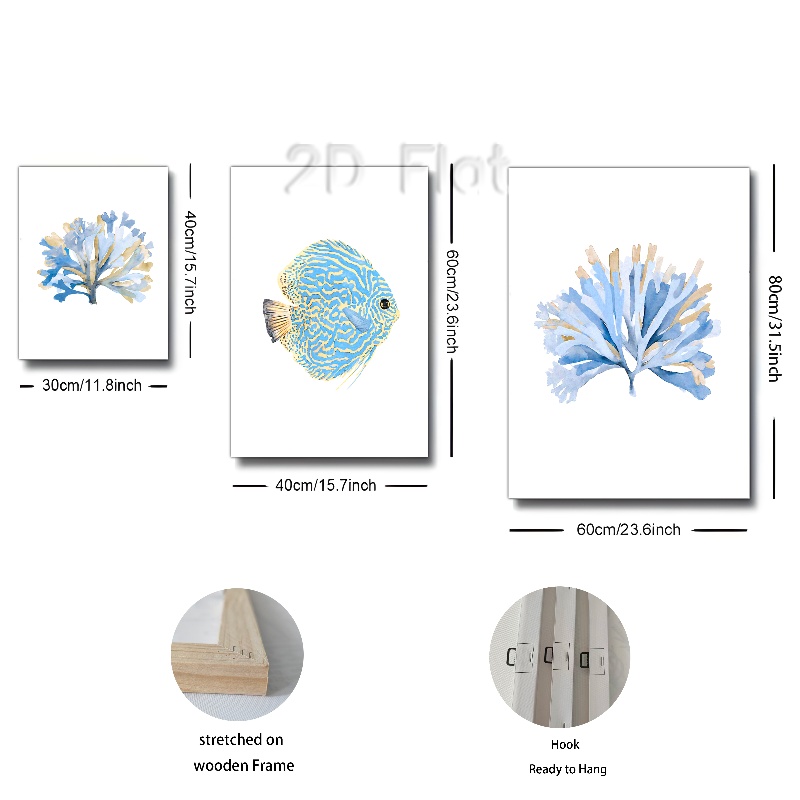 2D Flat
40cm/15.7inch
30cm/11.8inch
60cm/23.6inch
40cm/15.7inch
80cm/31.5inch
60cm/23.6inch
stretched on
wooden Frame
Hook
Ready to Hang